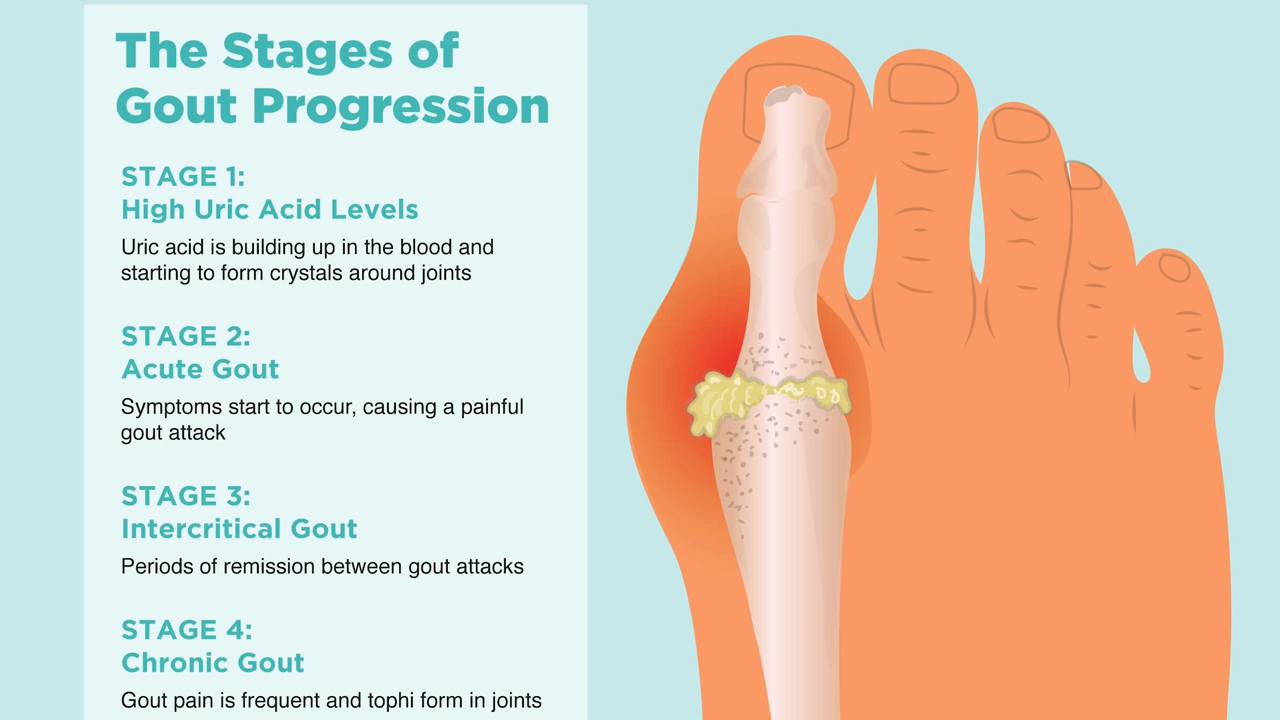 The Stages of
Gout Progression
STAGE 1:
High Uric Acid Levels
Uric acid is building up in the blood and
starting to form crystals around joints
STAGE 2:
Acute Gout
Symptoms start to occur, causing a painful
gout attack
STAGE 3:
Intercritical Gout
Periods of remission between gout attacks
STAGE 4:
Chronic Gout
Gout pain is frequent and tophi form in joints